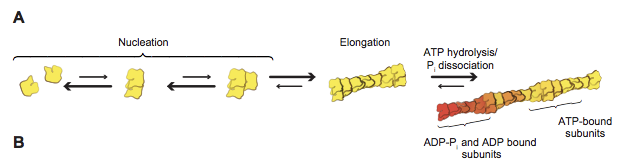 A
Nucleation
Elongation
ATP hydrolysis/
Pi dissociation
ATP-bound
subunits
ADP-Pi and ADP bound
subunits
B